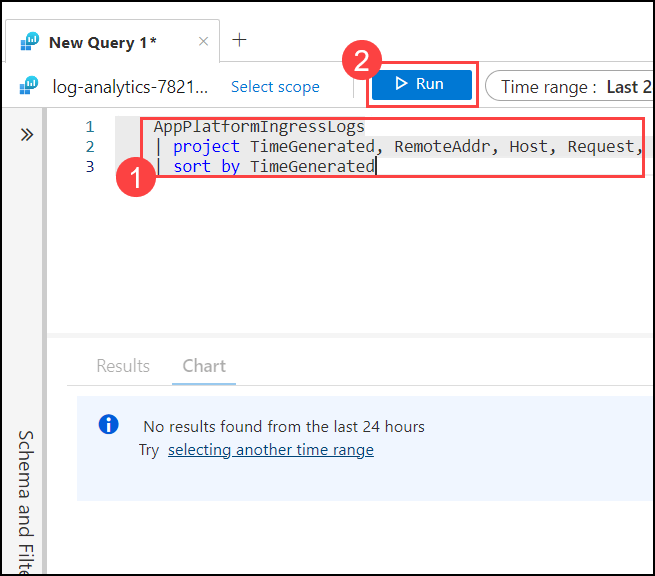 New Query 1*
2
log-analytics-7821...
Select scope
Run
Time range : Last 2
1 AppPlatformIngressLogs
2 | project TimeGenerated, RemoteAddr, Host, Request,
3 | sort by TimeGenerated
1
Results
Chart
No results found from the last 24 hours
Try selecting another time range
Schema and Filte